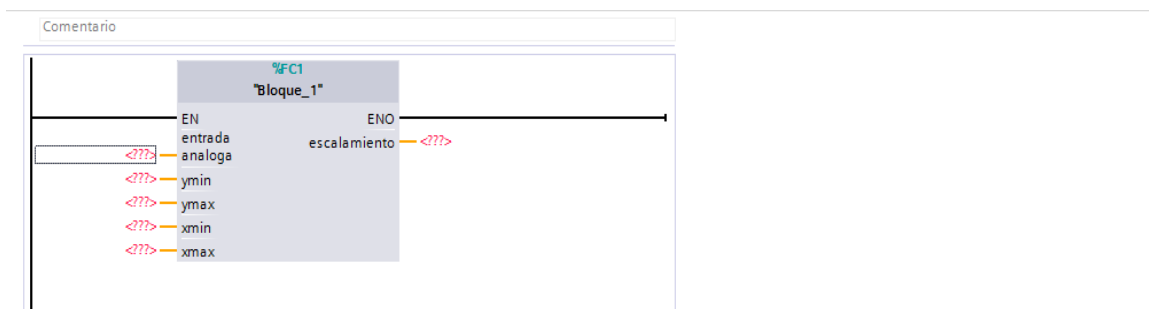 Comentario
%FC1
"Bloque_1"
EN ENO
entrada
analoga
escalamiento
<???>
<???>
<???> ymin
<???> ymax
<???> xmin
<???> xmax